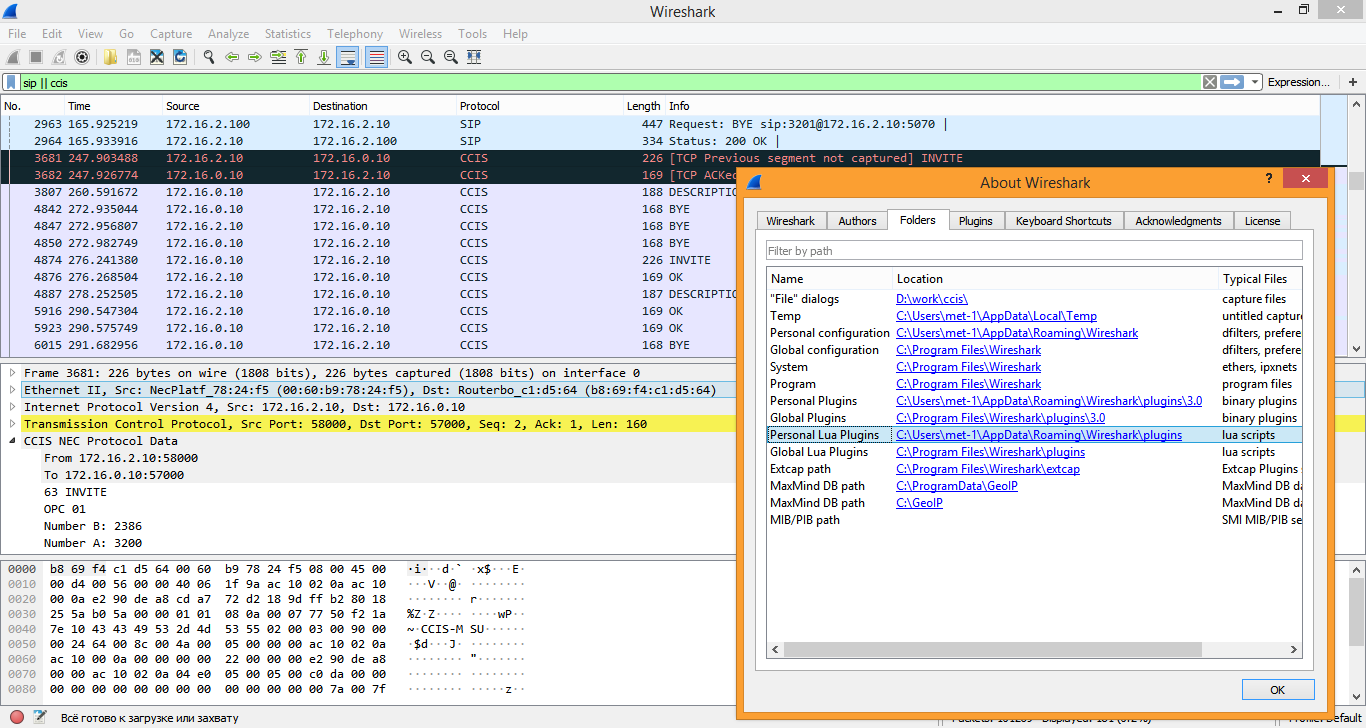 Wireshark
File Edit View Go Capture Analyze Statistics Telephony Wireless Tools Help
sip || ccis
Expression... +
No. Time Source Destination Protocol Length Info
2963 165.925219 172.16.2.100 172.16.2.10 SIP 447 Request: BYE sip:3201@172.16.2.10:5070 |
2964 165.933916 172.16.2.10 172.16.2.100 SIP 334 Status: 200 OK |
3681 247.903488 172.16.2.10 172.16.0.10 CCIS 226 [TCP Previous segment not captured] INVITE
3682 247.926774 172.16.0.10 172.16.2.10 CCIS 169 [TCP ACKed
3807 260.591672 172.16.0.10 172.16.2.10 CCIS 188 DESCRIPTIO
4842 272.935044 172.16.2.10 172.16.0.10 CCIS 168 BYE
4847 272.956807 172.16.0.10 172.16.2.10 CCIS 168 BYE
4850 272.982749 172.16.2.10 172.16.0.10 CCIS 168 BYE
4874 276.241380 172.16.2.10 172.16.0.10 CCIS 226 INVITE
4876 276.268504 172.16.0.10 172.16.2.10 CCIS 169 OK
4887 278.252505 172.16.0.10 172.16.2.10 CCIS 187 DESCRIPTIO
5916 290.547304 172.16.2.10 172.16.0.10 CCIS 169 OK
5923 290.575749 172.16.0.10 172.16.2.10 CCIS 169 OK
6015 291.682956 172.16.0.10 172.16.2.10 CCIS 168 BYE
Frame 3681: 226 bytes on wire (1808 bits), 226 bytes captured (1808 bits) on interface 0
Ethernet II, Src: NecPlatf_78:24:f5 (00:60:b9:78:24:f5), Dst: Routerbo_c1:d5:64 (b8:69:f4:c1:d5:64)
Internet Protocol Version 4, Src: 172.16.2.10, Dst: 172.16.0.10
Transmission Control Protocol, Src Port: 58000, Dst Port: 57000, Seq: 2, Ack: 1, Len: 160
CCIS NEC Protocol Data
From 172.16.2.10:58000
To 172.16.0.10:57000
63 INVITE
OPC 01
Number B: 2386
Number A: 3200
0000 b8 69 f4 c1 d5 64 00 60 b9 78 24 f5 08 00 45 00 ·i···d·` ·x$···E·
0010 00 d4 00 56 00 00 40 06 1f 9a ac 10 02 0a ac 10 ···V··@· ········
0020 00 0a e2 90 de a8 cd a7 72 d2 18 9d ff b2 80 18 ········ r·······
0030 25 5a b0 5a 00 00 01 01 08 0a 00 07 77 50 f2 1a %Z·Z···· ····wP··
0040 7e 10 43 43 49 53 2d 4d 53 55 02 00 03 00 90 00 ~·CCIS-M SU······
0050 00 24 64 00 8c 00 4a 00 05 00 00 00 ac 10 02 0a ·$d···J· ········
0060 ac 10 00 0a 00 00 00 00 22 00 00 00 e2 90 de a8 ········ "·······
0070 00 00 ac 10 02 0a 04 e0 05 00 05 00 c0 da 00 00 ········ ········
0080 00 00 00 00 00 00 00 00 00 00 00 00 00 7a 00 7f ········ ·····z··
Всё готово к загрузке или захвату
Default
About Wireshark
?
Wireshark Authors Folders Plugins Keyboard Shortcuts Acknowledgments License
Filter by path
Name Location Typical Files
"File" dialogs D:\work\ccis\ capture files
Temp C:\Users\met-1\AppData\Local\Temp untitled capture
Personal configuration C:\Users\met-1\AppData\Roaming\Wireshark dfilters, prefere
Global configuration C:\Program Files\Wireshark dfilters, prefere
System C:\Program Files\Wireshark ethers, ipxnets
Program C:\Program Files\Wireshark program files
Personal Plugins C:\Users\met-1\AppData\Roaming\Wireshark\plugins\3.0 binary plugins
Global Plugins C:\Program Files\Wireshark\plugins\3.0 binary plugins
Personal Lua Plugins C:\Users\met-1\AppData\Roaming\Wireshark\plugins lua scripts
Global Lua Plugins C:\Program Files\Wireshark\plugins lua scripts
Extcap path C:\Program Files\Wireshark\extcap Extcap Plugins
MaxMind DB path C:\ProgramData\GeoIP MaxMind DB da
MaxMind DB path C:\GeoIP MaxMind DB da
MIB/PIB path SMI MIB/PIB se
OK